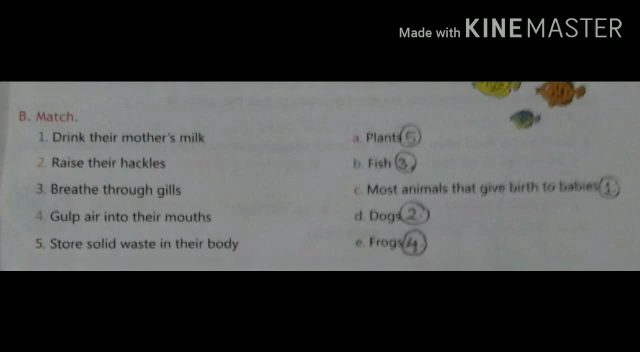 Made with KINEMASTER
B. Match.
1. Drink their mother's milk a. Plants 5
2. Raise their hackles b. Fish 3
3. Breathe through gills c. Most animals that give birth to babies 1
4. Gulp air into their mouths d. Dogs 2
5. Store solid waste in their body e. Frogs 4